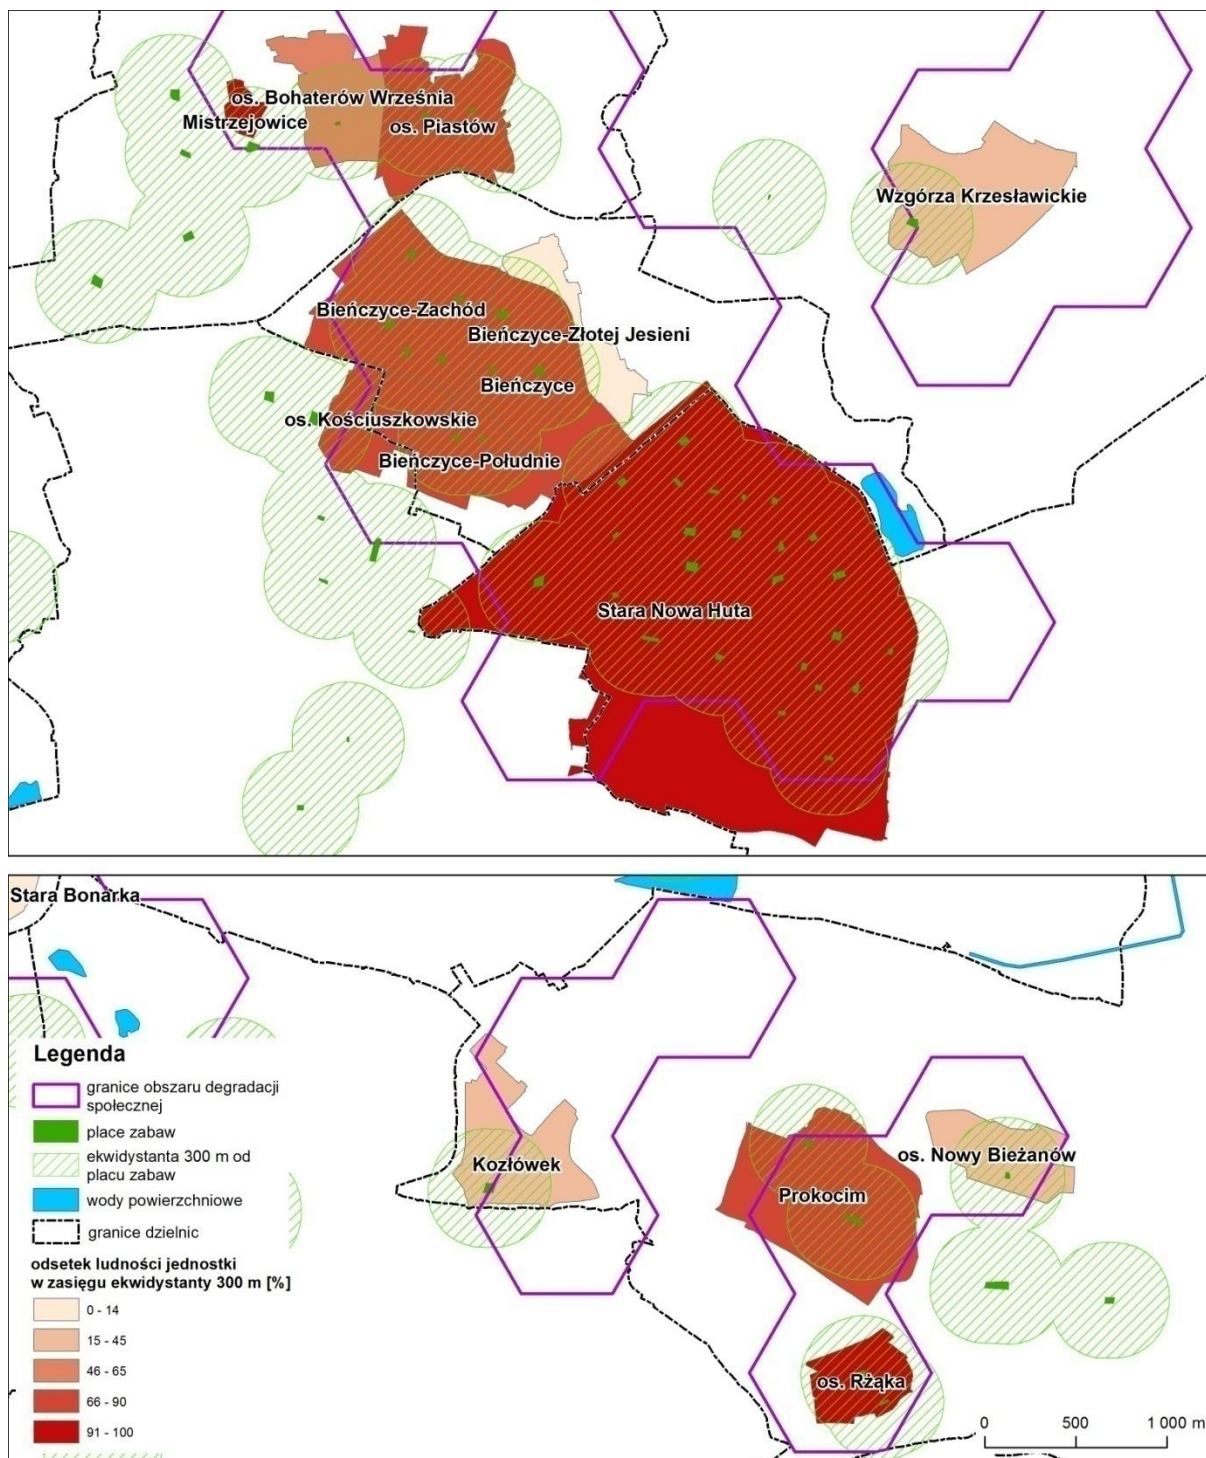 os. Bohaterów Września
Mistrzejowice
os. Piastów
Wzgórza Krzesławickie
Bieńczyce-Zachód
Bieńczyce-Złotej Jesieni
Bieńczyce
os. Kościuszkowskie
Bieńczyce-Południe
Stara Nowa Huta
Stara Bonarka
Kozłówek
os. Nowy Bieżanów
Prokocim
os. Rżąka
Legenda
granice obszaru degradacji
społecznej
place zabaw
ekwidystanta 300 m od
placu zabaw
wody powierzchniowe
granice dzielnic
odsetek ludności jednostki
w zasięgu ekwidystanty 300 m [%]
0 - 14
15 - 45
46 - 65
66 - 90
91 - 100
0 500 1 000 m